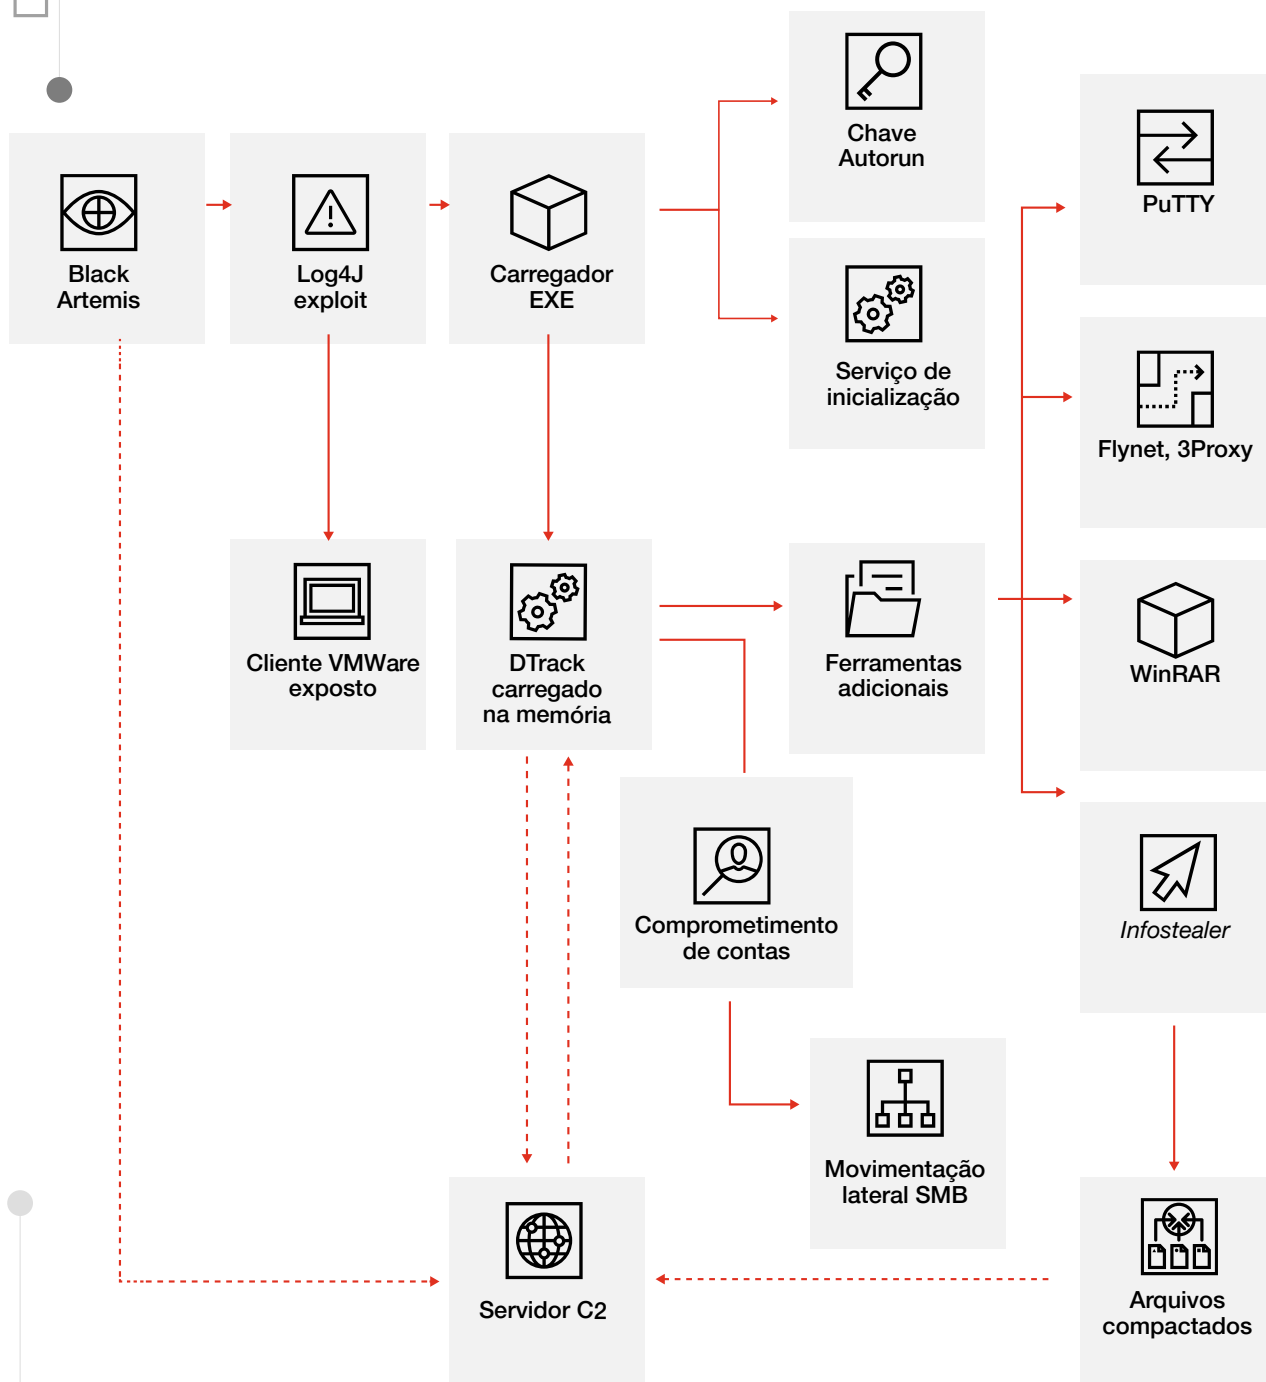 Chave
Autorun
PuTTY
Black
Artemis
Log4J
exploit
Carregador
EXE
Serviço de
inicialização
Flynet, 3Proxy
Cliente VMWare
exposto
DTrack
carregado
na memória
Ferramentas
adicionais
WinRAR
Comprometimento
de contas
Infostealer
Movimentação
lateral SMB
Servidor C2
Arquivos
compactados